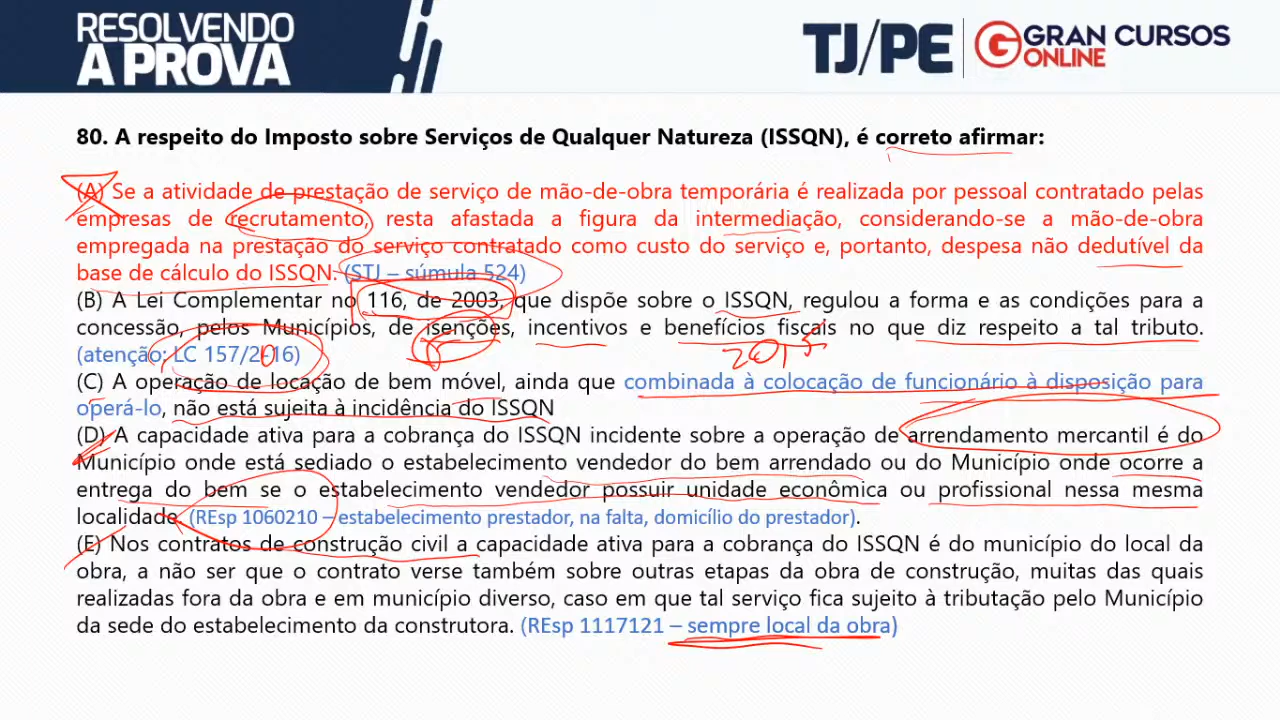 RESOLVENDO
A PROVA
TJ/PE
GRAN CURSOS
ONLINE
80. A respeito do Imposto sobre Serviços de Qualquer Natureza (ISSQN), é correto afirmar:
(A) Se a atividade de prestação de serviço de mão-de-obra temporária é realizada por pessoal contratado pelas
empresas de recrutamento, resta afastada a figura da intermediação, considerando-se a mão-de-obra
empregada na prestação do serviço contratado como custo do serviço e, portanto, despesa não dedutível da
base de cálculo do ISSQN. (STJ – súmula 524)
(B) A Lei Complementar no 116, de 2003, que dispõe sobre o ISSQN, regulou a forma e as condições para a
concessão, pelos Municípios, de isenções, incentivos e benefícios fiscais no que diz respeito a tal tributo.
2015
(atenção: LC 157/2016)
(C) A operação de locação de bem móvel, ainda que combinada à colocação de funcionário à disposição para
operá-lo, não está sujeita à incidência do ISSQN
(D) A capacidade ativa para a cobrança do ISSQN incidente sobre a operação de arrendamento mercantil é do
Município onde está sediado o estabelecimento vendedor do bem arrendado ou do Município onde ocorre a
entrega do bem se o estabelecimento vendedor possuir unidade econômica ou profissional nessa mesma
localidade. (REsp 1060210 – estabelecimento prestador, na falta, domicílio do prestador).
(E) Nos contratos de construção civil a capacidade ativa para a cobrança do ISSQN é do município do local da
obra, a não ser que o contrato verse também sobre outras etapas da obra de construção, muitas das quais
realizadas fora da obra e em município diverso, caso em que tal serviço fica sujeito à tributação pelo Município
da sede do estabelecimento da construtora. (REsp 1117121 – sempre local da obra)